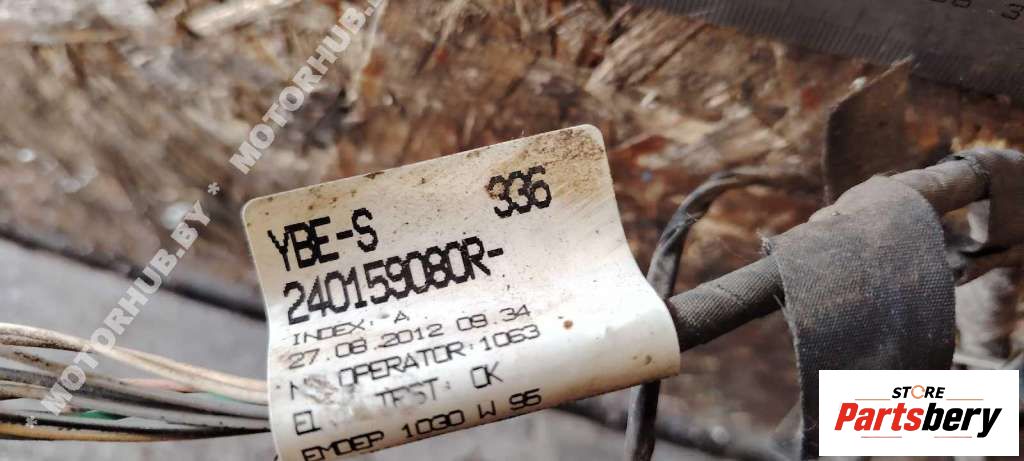 MOTORHUB.BY * MOTORHUB.BY *
YBE-S 336
240159080R-
INDEX: A
27.08.2012 09.34
OPERATOR:1063
TEST: OK
EMDEP 1030 W 95
STORE
Partsbery